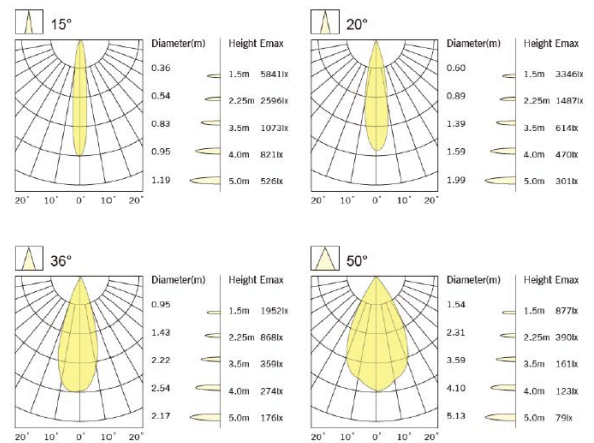 15°
Diameter(m) Height Emax
0.36 1.5m 5841lx
0.54 2.25m 2596lx
0.83 3.5m 1073lx
0.95 4.0m 821lx
1.19 5.0m 526lx
20° 10° 0° 10° 20°
20°
Diameter(m) Height Emax
0.60 1.5m 3346lx
0.89 2.25m 1487lx
1.39 3.5m 614lx
1.59 4.0m 470lx
1.99 5.0m 301lx
20° 10° 0° 10° 20°
36°
Diameter(m) Height Emax
0.95 1.5m 1952lx
1.43 2.25m 868lx
2.22 3.5m 359lx
2.54 4.0m 274lx
2.17 5.0m 176lx
20° 10° 0° 10° 20°
50°
Diameter(m) Height Emax
1.54 1.5m 877lx
2.31 2.25m 390lx
3.59 3.5m 161lx
4.10 4.0m 123lx
5.13 5.0m 79lx
20° 10° 0° 10° 20°